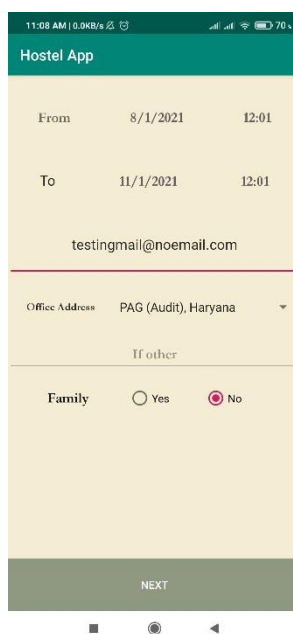 11:08 AM | 0.0KB/s 70
Hostel App
From 8/1/2021 12:01
To 11/1/2021 12:01
testingmail@noemail.com
Office Address PAG (Audit), Haryana
If other
Family Yes No
NEXT